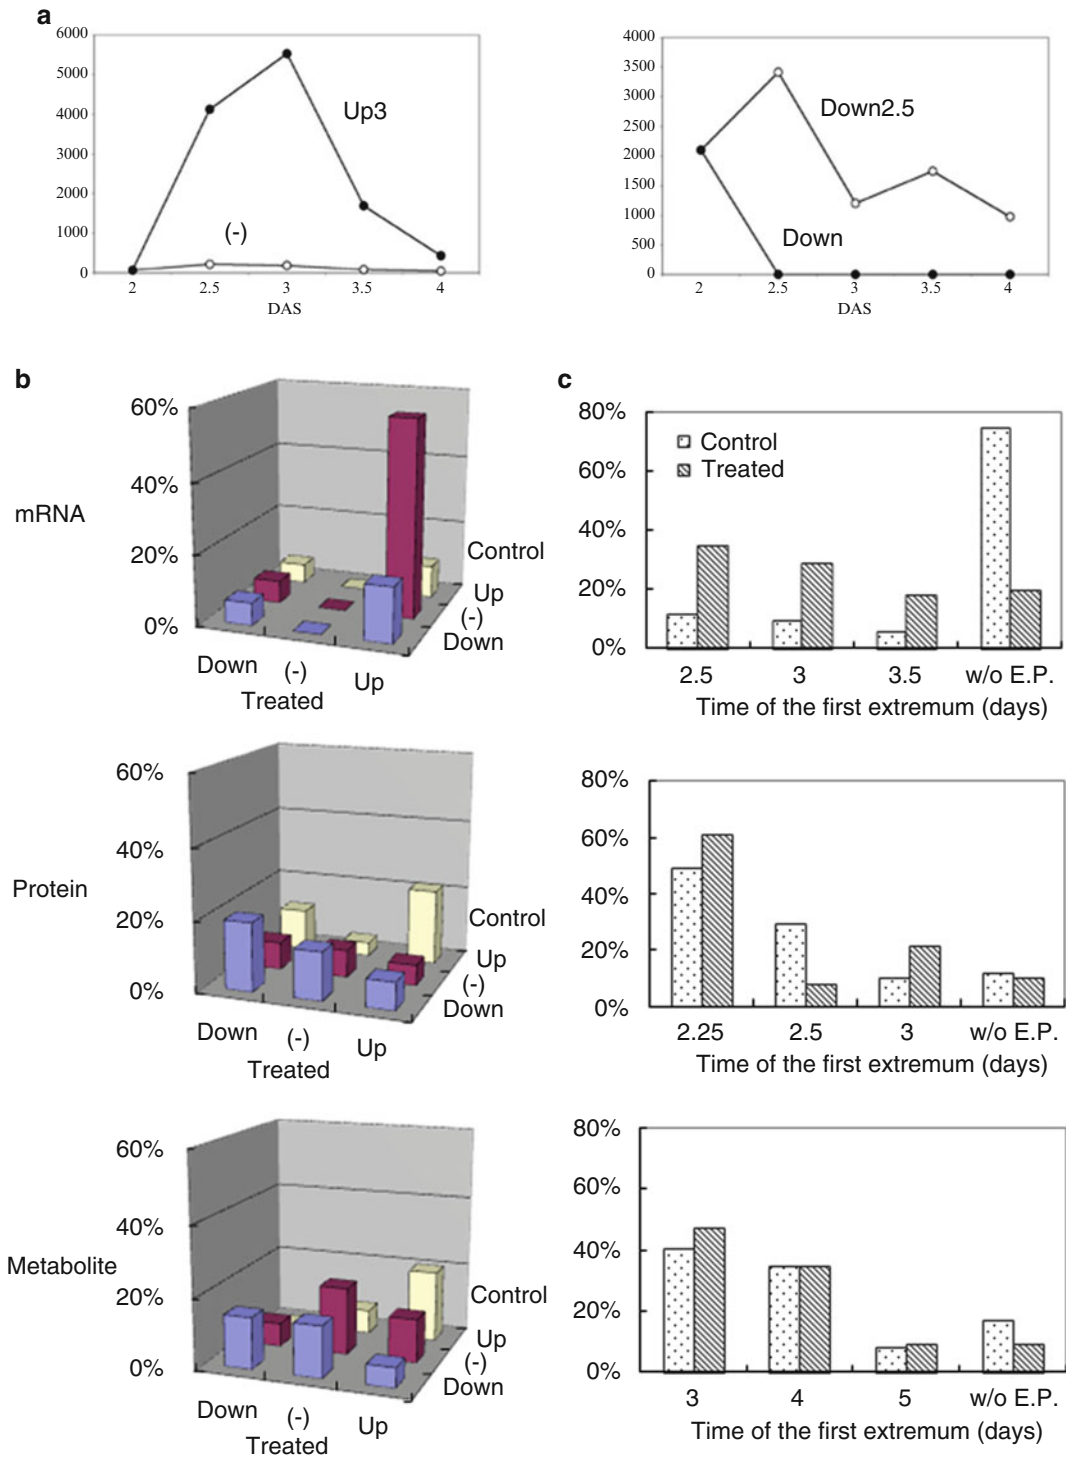 a
6000
5000
4000
3000
2000
1000
0
Up3
(-)
2 2.5 3 3.5 4
DAS
4000
3500
3000
2500
2000
1500
1000
500
0
Down2.5
Down
2 2.5 3 3.5 4
DAS
b
mRNA
60%
40%
20%
0%
Control
Up
(-)
Down
Down (-) Up
Treated
Protein
60%
40%
20%
0%
Control
Up
(-)
Down
Down (-) Up
Treated
Metabolite
60%
40%
20%
0%
Control
Up
(-)
Down
Down (-) Up
Treated
c
80%
60%
40%
20%
0%
Control
Treated
2.5 3 3.5 w/o E.P.
Time of the first extremum (days)
80%
60%
40%
20%
0%
2.25 2.5 3 w/o E.P.
Time of the first extremum (days)
80%
60%
40%
20%
0%
3 4 5 w/o E.P.
Time of the first extremum (days)